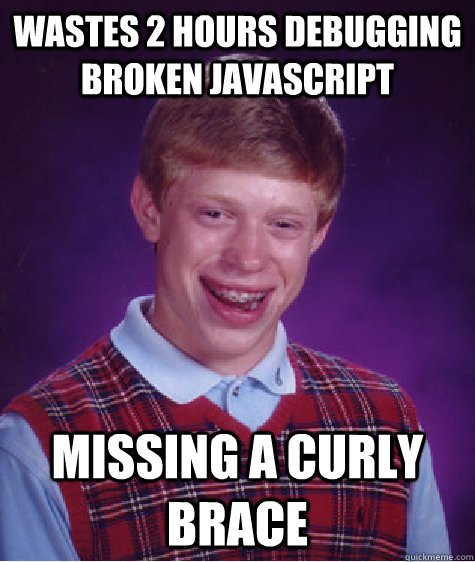 WASTES 2 HOURS DEBUGGING
BROKEN JAVASCRIPT
MISSING A CURLY
BRACE
quickmeme.com